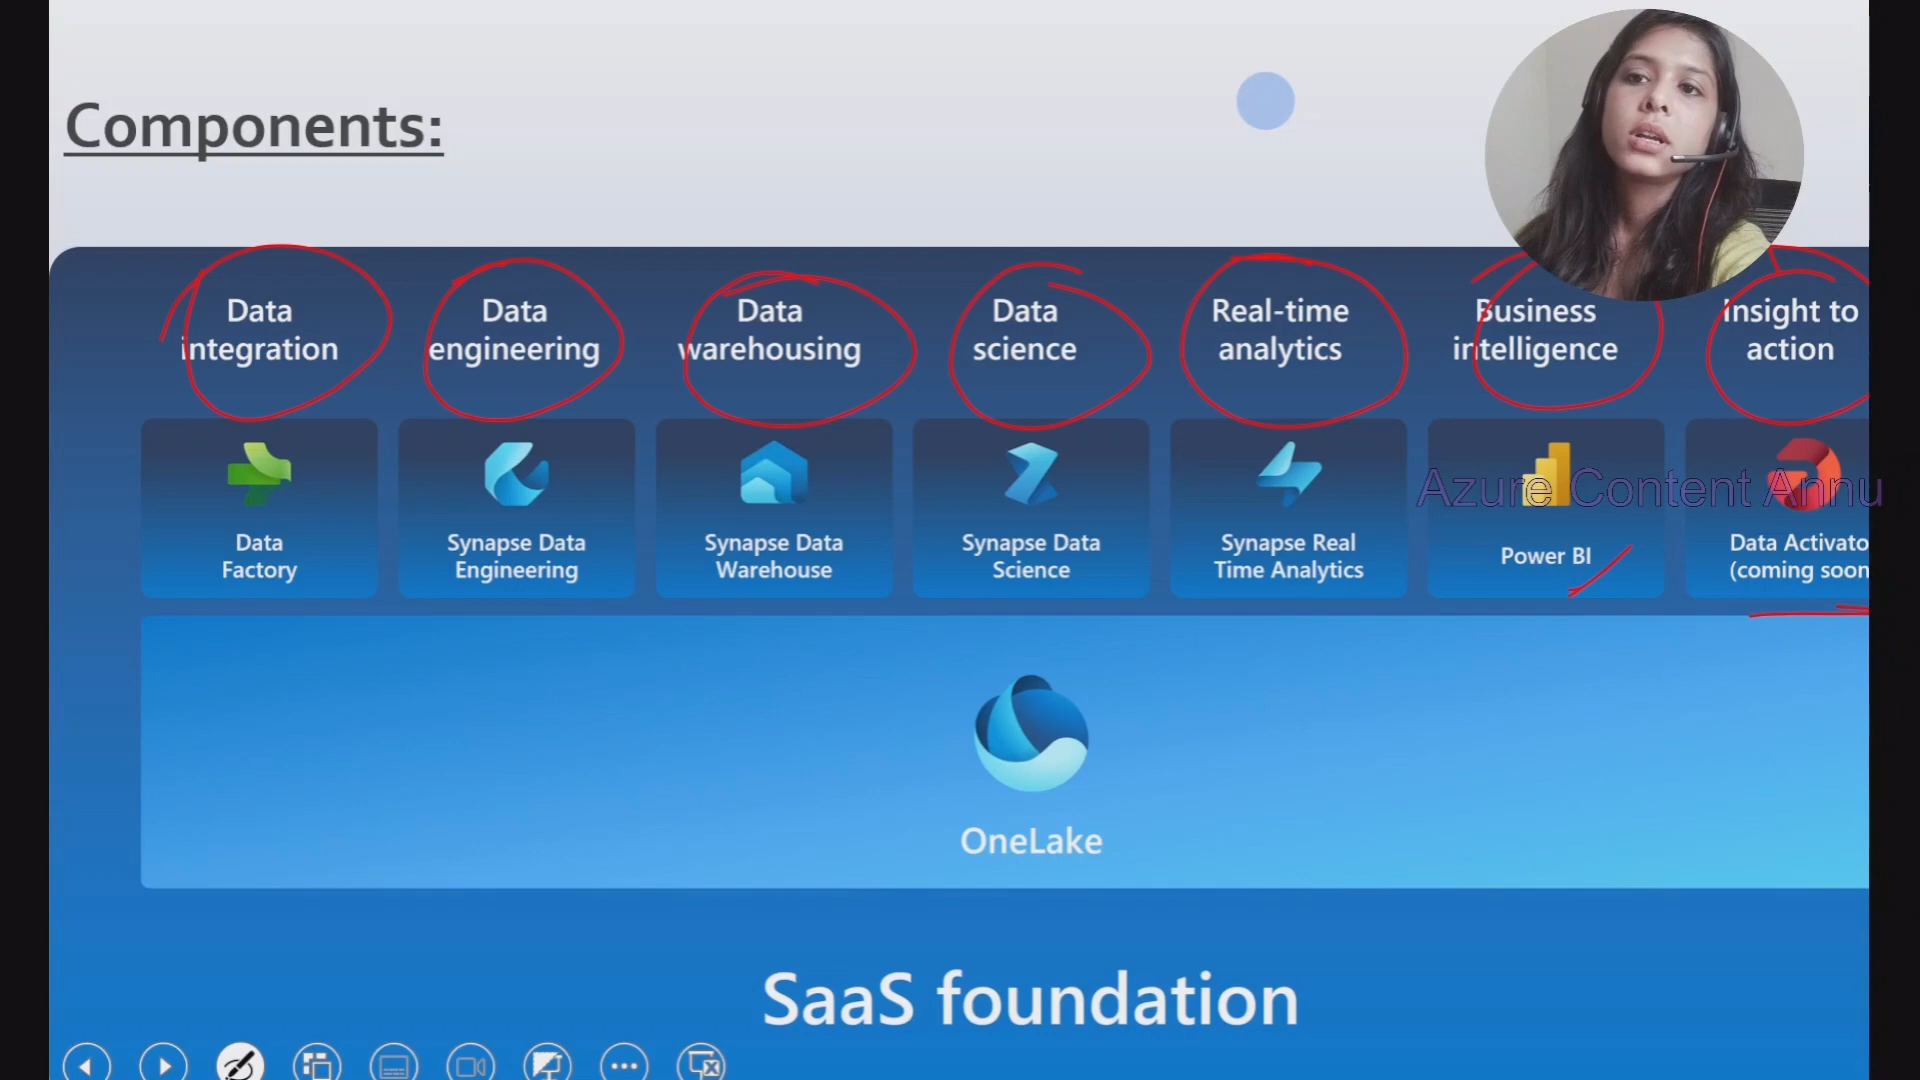 Components:
Data
integration
Data
engineering
Data
warehousing
Data
science
Real-time
analytics
Business
intelligence
Insight to
action
Data
Factory
Synapse Data
Engineering
Synapse Data
Warehouse
Synapse Data
Science
Synapse Real
Time Analytics
Power BI
Data Activato
(coming soon
Azure Content Annu
OneLake
SaaS foundation